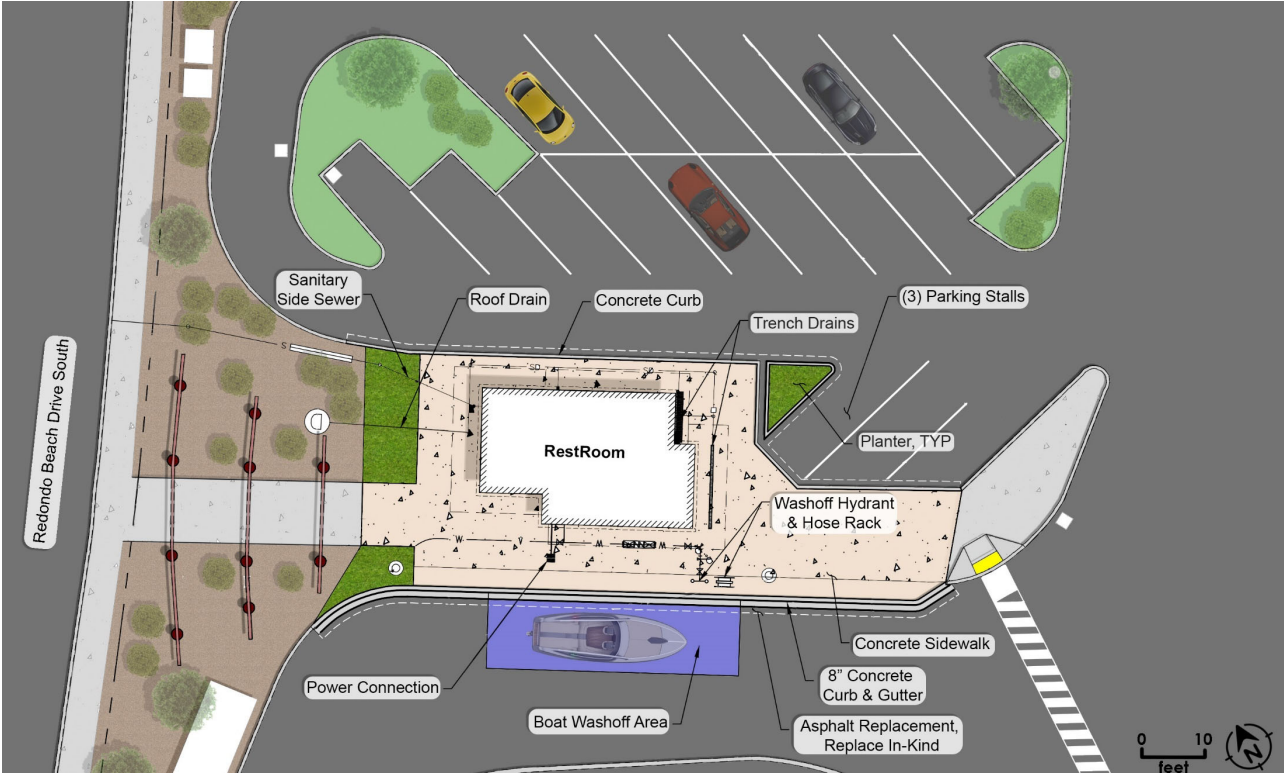 Sanitary
Side Sewer
Roof Drain
Concrete Curb
Trench Drains
(3) Parking Stalls
Redondo Beach Drive South
S
SD
SD
RestRoom
Planter, TYP
Washoff Hydrant
& Hose Rack
W
Concrete Sidewalk
Power Connection
8" Concrete
Curb & Gutter
Boat Washoff Area
Asphalt Replacement,
Replace In-Kind
0 10
feet
N